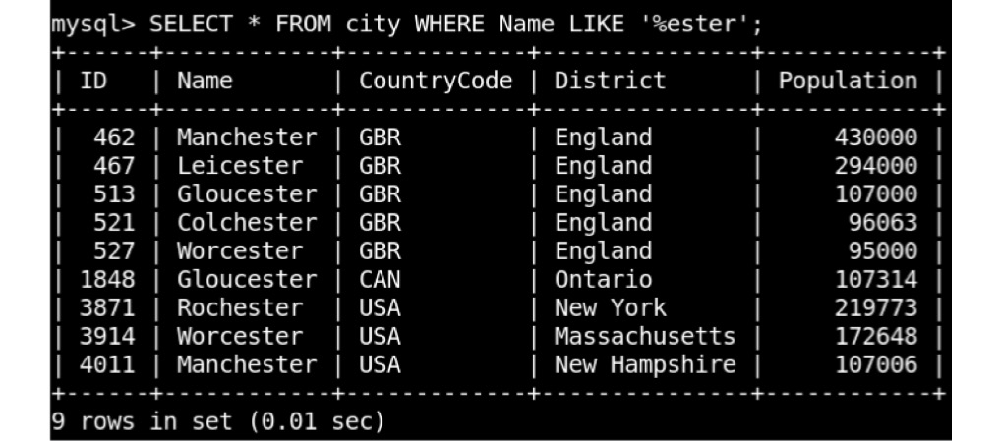 mysql> SELECT * FROM city WHERE Name LIKE '%ester';
+------+------------+-------------+---------------+------------+
| ID   | Name       | CountryCode | District      | Population |
+------+------------+-------------+---------------+------------+
|  462 | Manchester | GBR         | England       |     430000 |
|  467 | Leicester  | GBR         | England       |     294000 |
|  513 | Gloucester | GBR         | England       |     107000 |
|  521 | Colchester | GBR         | England       |      96063 |
|  527 | Worcester  | GBR         | England       |      95000 |
| 1848 | Gloucester | CAN         | Ontario       |     107314 |
| 3871 | Rochester  | USA         | New York      |     219773 |
| 3914 | Worcester  | USA         | Massachusetts |     172648 |
| 4011 | Manchester | USA         | New Hampshire |     107006 |
+------+------------+-------------+---------------+------------+
9 rows in set (0.01 sec)